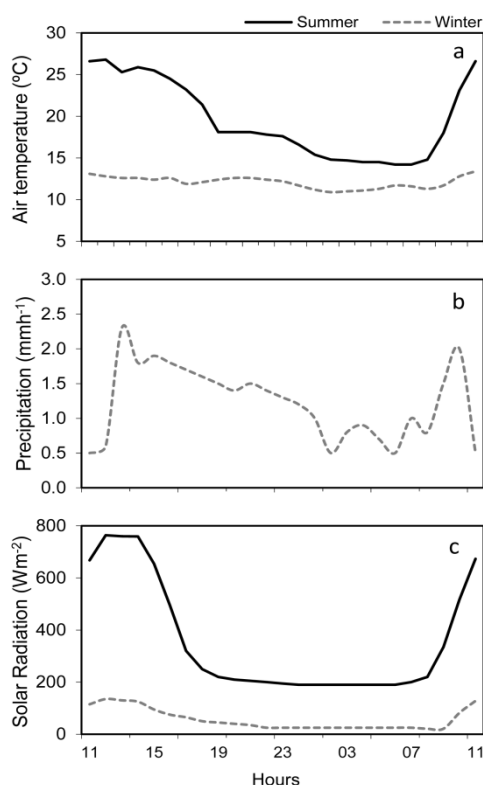 Summer Winter
a
30
25
20
15
10
5
Air temperature (ºC)
b
3.0
2.5
2.0
1.5
1.0
0.5
0.0
Precipitation (mmh-1)
c
800
600
400
200
0
Solar Radiation (Wm-2)
11 15 19 23 03 07 11
Hours